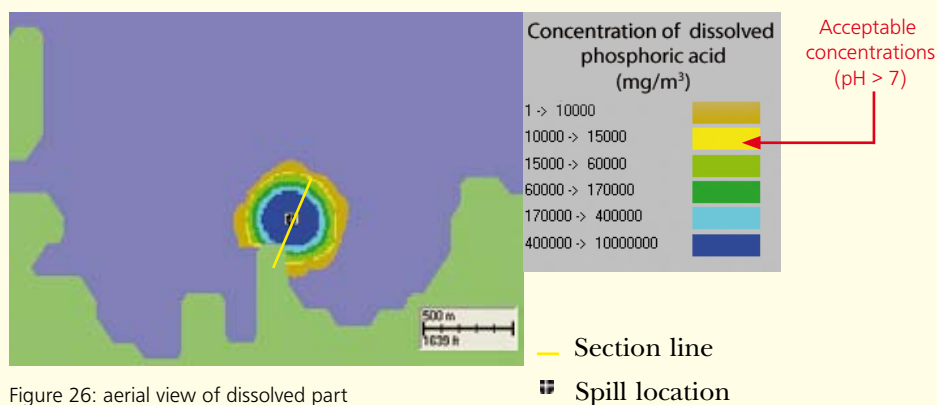 Concentration of dissolved
phosphoric acid
(mg/m³)
1 -> 10000
10000 -> 15000
15000 -> 60000
60000 -> 170000
170000 -> 400000
400000 -> 10000000
Acceptable
concentrations
(pH > 7)
500 m
1639 ft
Section line
Spill location
Figure 26: aerial view of dissolved part